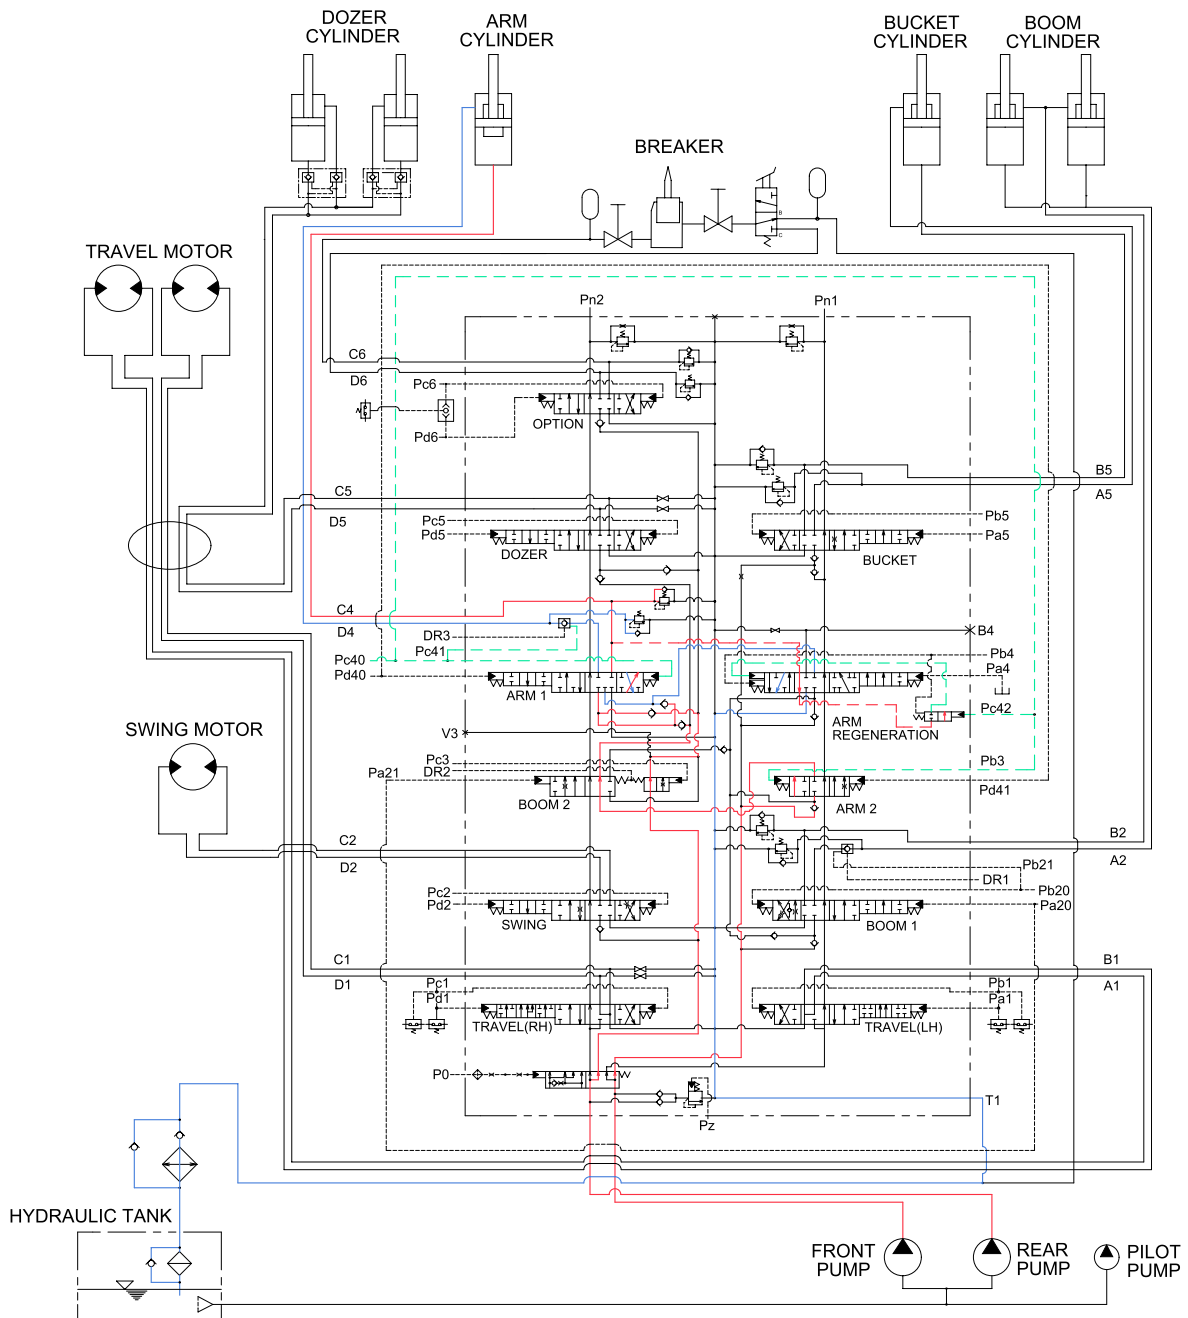 DOZER
CYLINDER
ARM
CYLINDER
BUCKET
CYLINDER
BOOM
CYLINDER
BREAKER
B
C
TRAVEL MOTOR
Pn2
Pn1
C6
D6
Pc6
OPTION
Pd6
B5
A5
C5
D5
Pc5
Pd5
DOZER
Pb5
Pa5
BUCKET
C4
D4
DR3
Pc41
Pc40
Pd40
ARM 1
B4
Pb4
Pa4
Pc42
ARM
REGENERATION
SWING MOTOR
V3
Pc3
DR2
Pa21
BOOM 2
Pb3
Pd41
ARM 2
C2
D2
B2
A2
Pb21
DR1
Pc2
Pd2
SWING
Pb20
Pa20
BOOM 1
C1
D1
B1
A1
Pc1
Pd1
TRAVEL(RH)
Pb1
Pa1
TRAVEL(LH)
P0
Pz
T1
HYDRAULIC TANK
FRONT
PUMP
REAR
PUMP
PILOT
PUMP